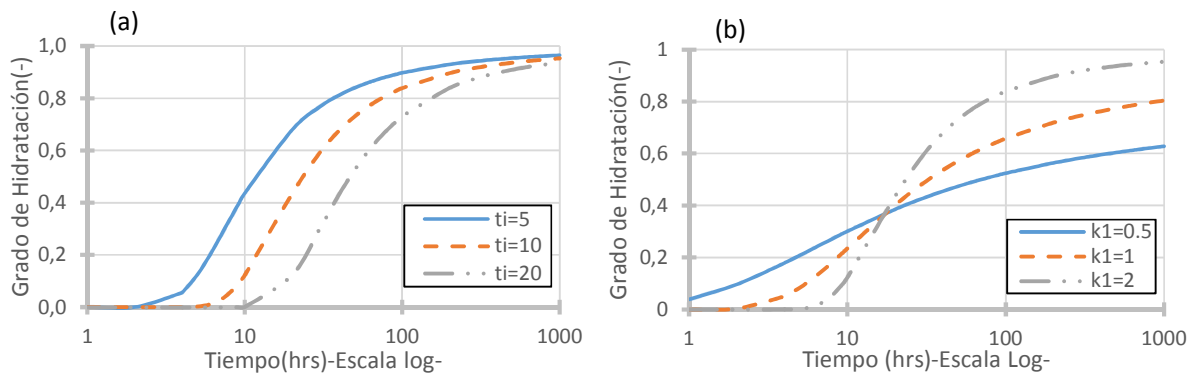 (a)
1,0
0,8
0,6
0,4
0,2
0,0
1
10
100
1000
Grado de Hidratación(-)
Tiempo(hrs)-Escala log-
ti=5
ti=10
ti=20
(b)
1
0,8
0,6
0,4
0,2
0
1
10
100
1000
Grado de Hidratación(-)
Tiempo (hrs)-Escala Log-
k1=0.5
k1=1
k1=2